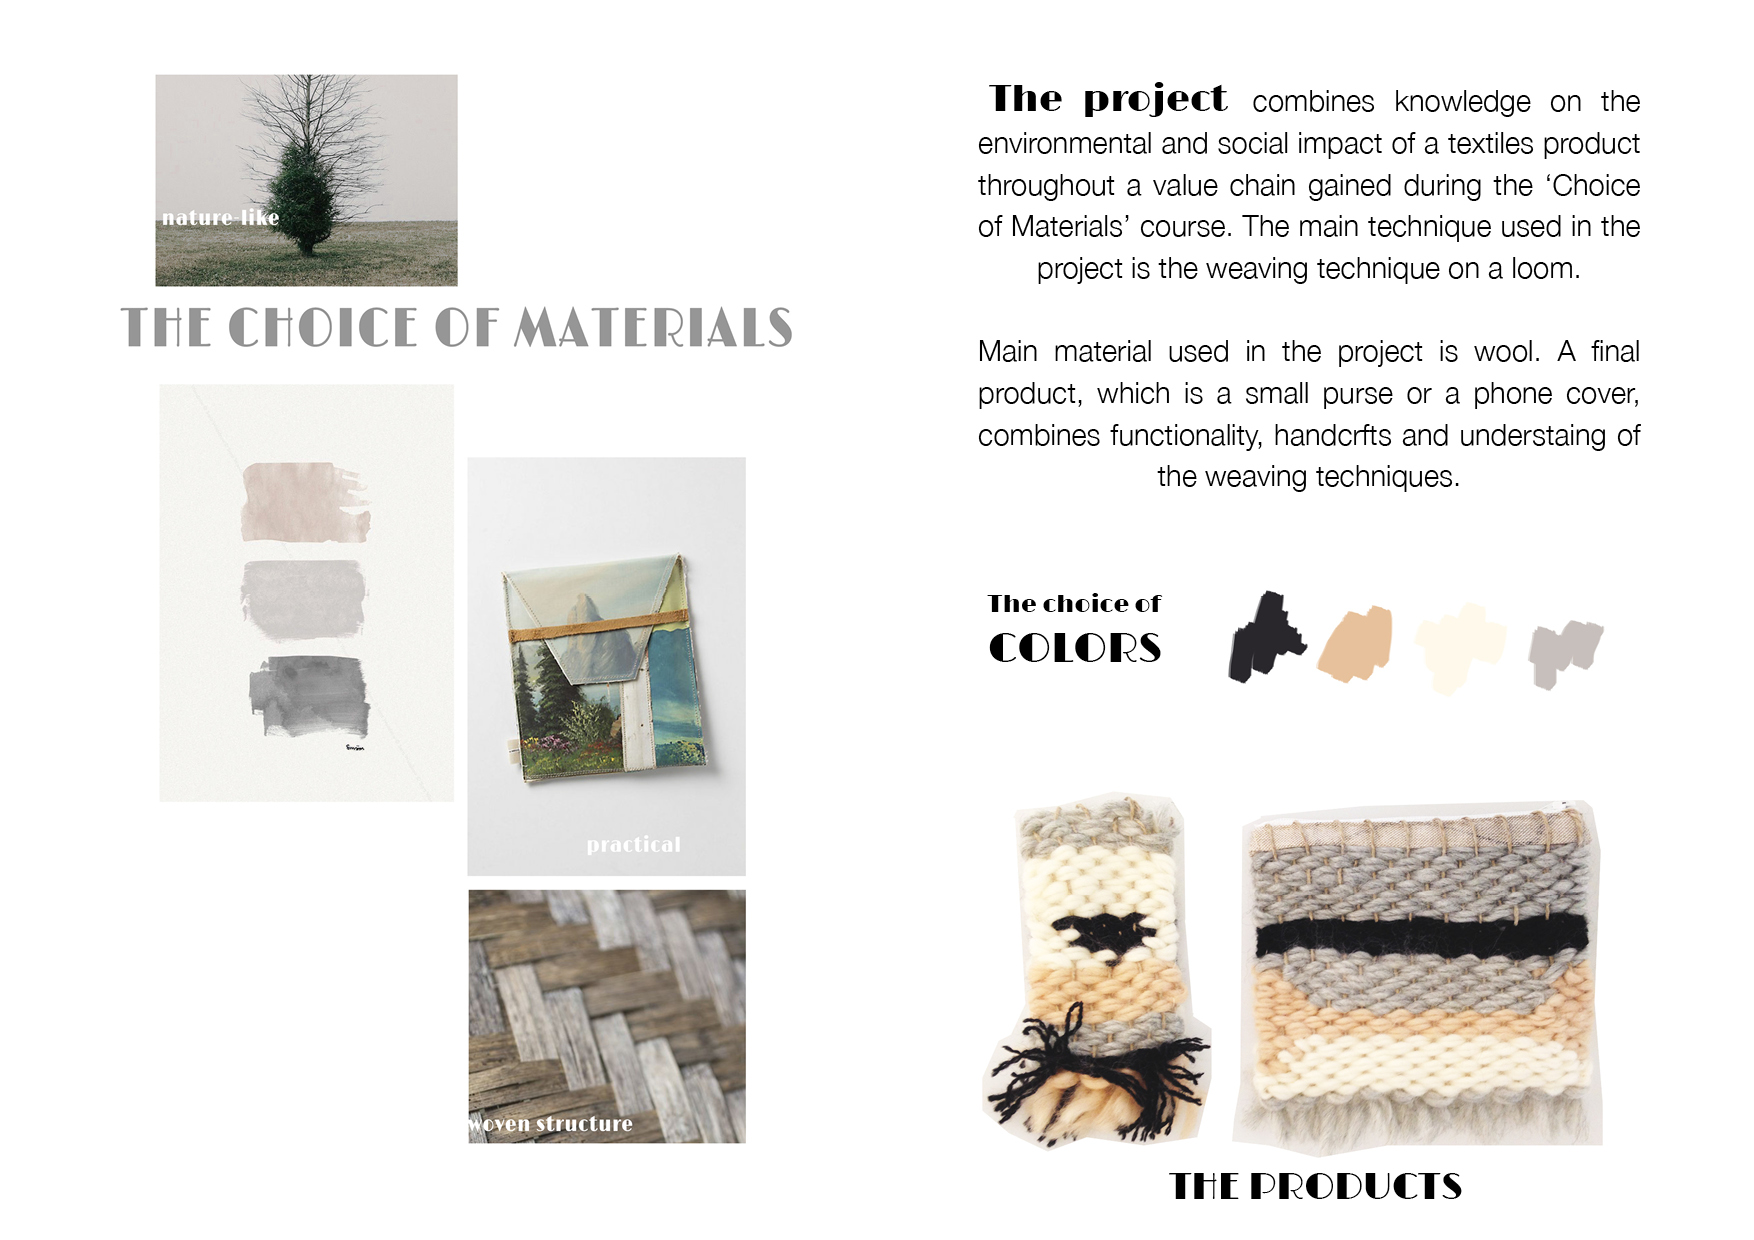 nature-like
THE CHOICE OF MATERIALS
practical
woven structure
The project combines knowledge on the
environmental and social impact of a textiles product
throughout a value chain gained during the ‘Choice
of Materials’ course. The main technique used in the
project is the weaving technique on a loom.
Main material used in the project is wool. A final
product, which is a small purse or a phone cover,
combines functionality, handcrfts and understaing of
the weaving techniques.
The choice of
COLORS
THE PRODUCTS